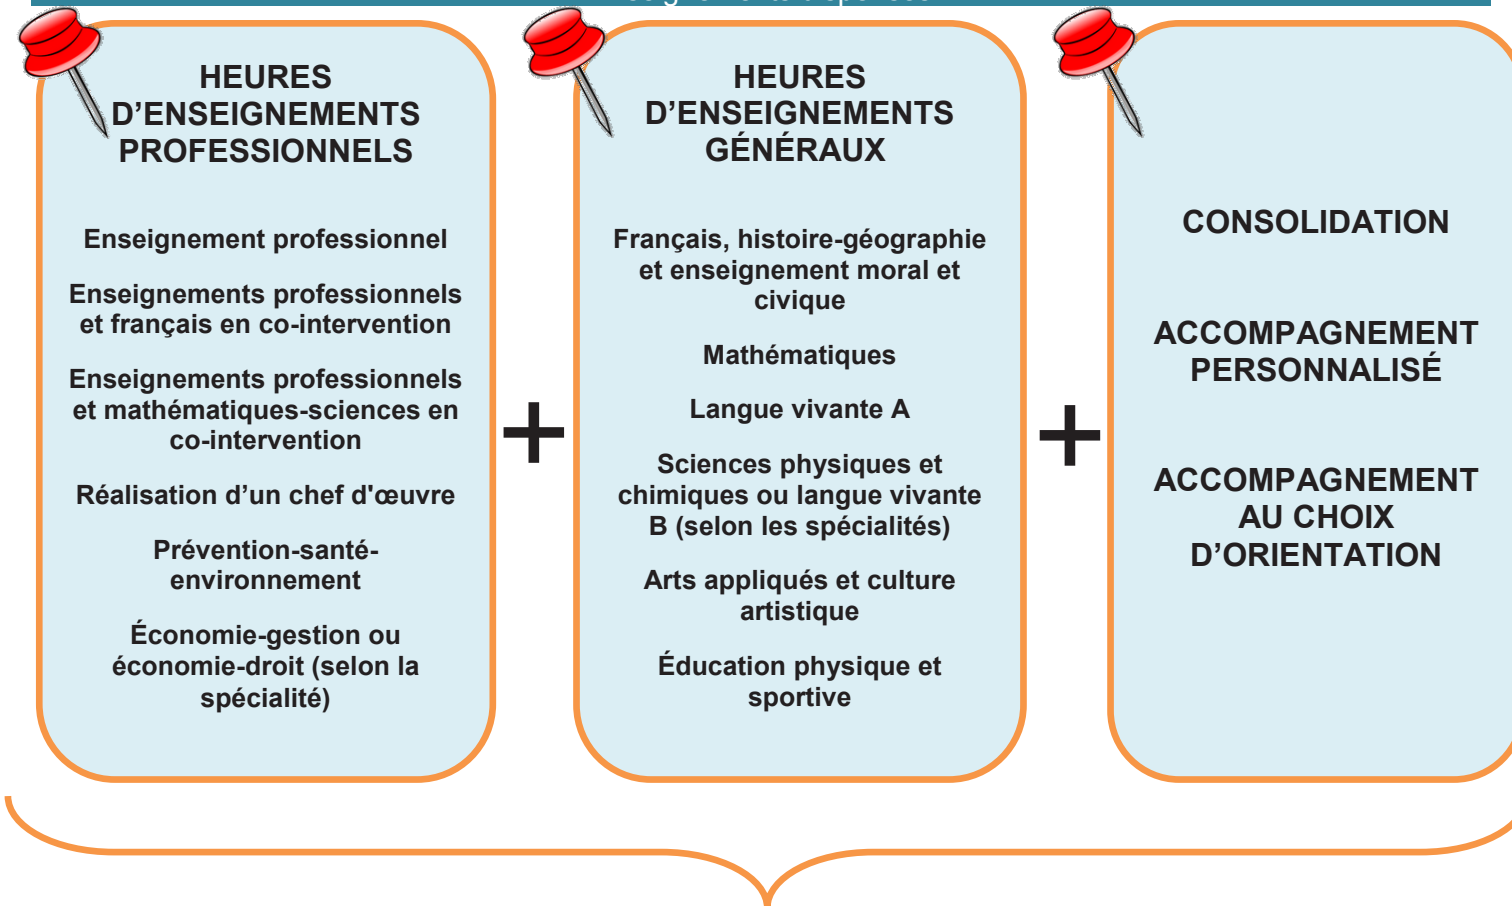 HEURES
D’ENSEIGNEMENTS
PROFESSIONNELS
Enseignement professionnel
Enseignements professionnels
et français en co-intervention
Enseignements professionnels
et mathématiques-sciences en
co-intervention
Réalisation d’un chef d'œuvre
Prévention-santé-
environnement
Économie-gestion ou
économie-droit (selon la
spécialité)
+
HEURES
D’ENSEIGNEMENTS
GÉNÉRAUX
Français, histoire-géographie
et enseignement moral et
civique
Mathématiques
Langue vivante A
Sciences physiques et
chimiques ou langue vivante
B (selon les spécialités)
Arts appliqués et culture
artistique
Éducation physique et
sportive
+
CONSOLIDATION
ACCOMPAGNEMENT
PERSONNALISÉ
ACCOMPAGNEMENT
AU CHOIX
D’ORIENTATION